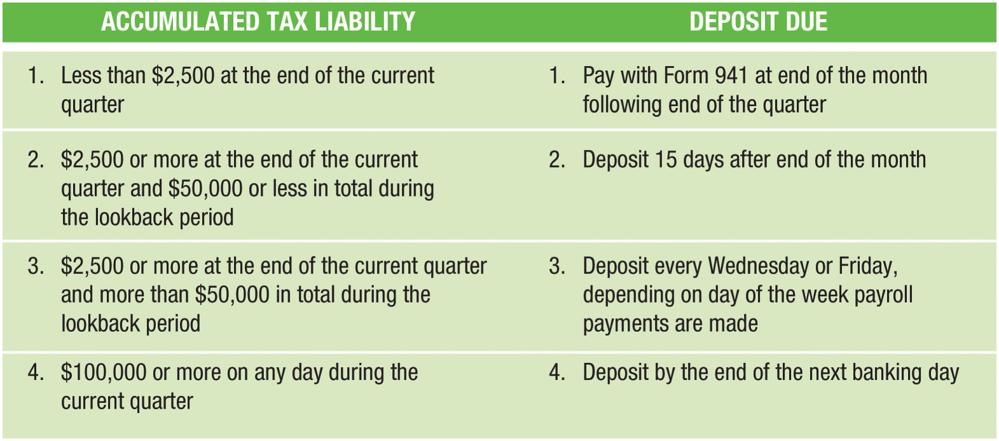 ACCUMULATED TAX LIABILITY
DEPOSIT DUE
1. Less than $2,500 at the end of the current
quarter
1. Pay with Form 941 at end of the month
following end of the quarter
2. $2,500 or more at the end of the current
quarter and $50,000 or less in total during
the lookback period
2. Deposit 15 days after end of the month
3. $2,500 or more at the end of the current quarter
and more than $50,000 in total during the
lookback period
3. Deposit every Wednesday or Friday,
depending on day of the week payroll
payments are made
4. $100,000 or more on any day during the
current quarter
4. Deposit by the end of the next banking day